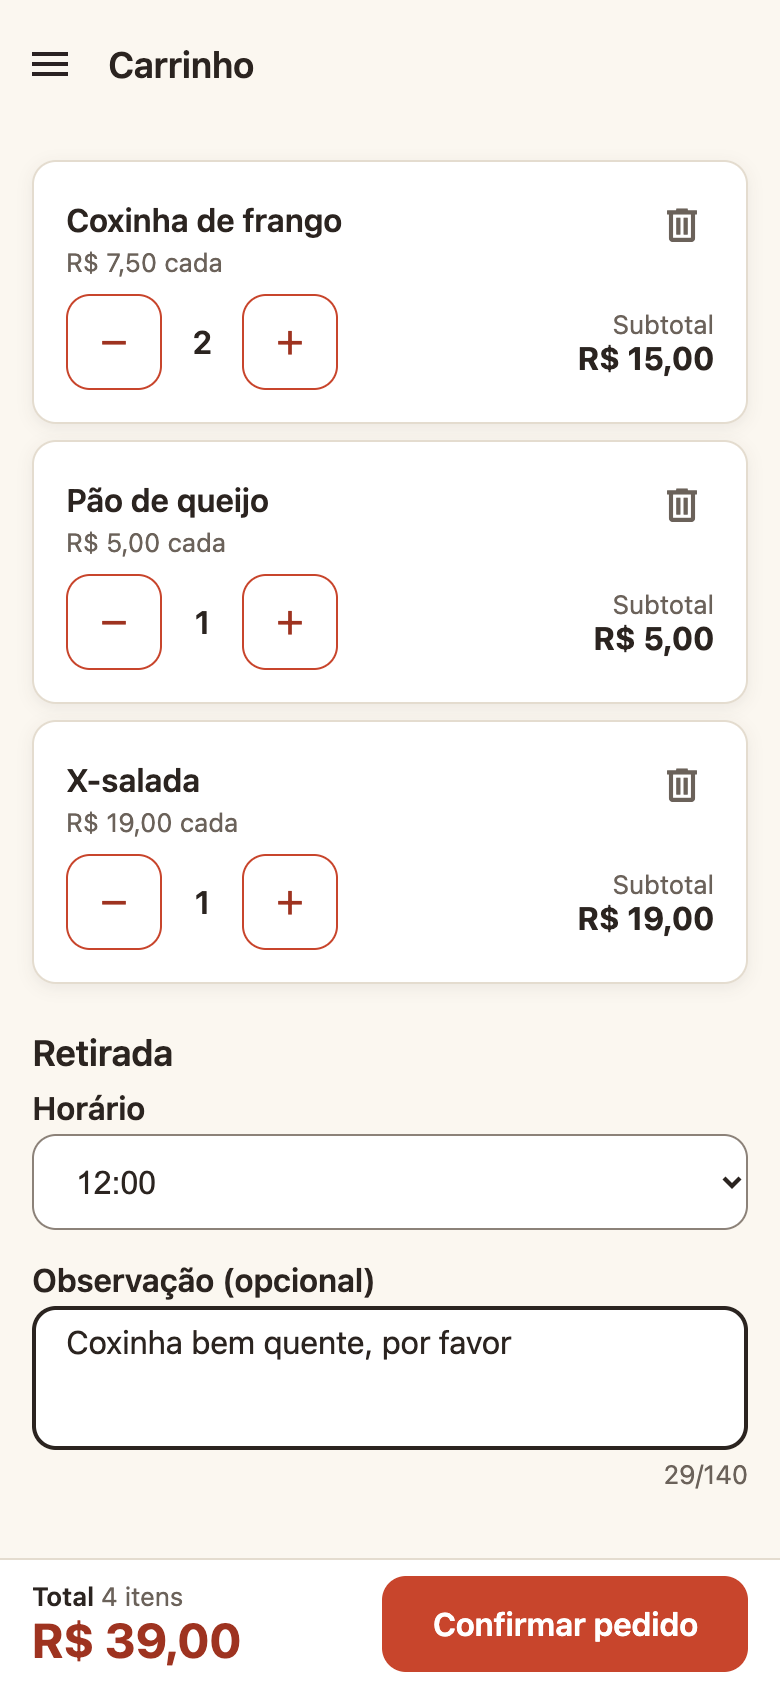 Carrinho
Coxinha de frango
R$ 7,50 cada
− 2 +
Subtotal
R$ 15,00
Pão de queijo
R$ 5,00 cada
− 1 +
Subtotal
R$ 5,00
X-salada
R$ 19,00 cada
− 1 +
Subtotal
R$ 19,00
Retirada
Horário
12:00
Observação (opcional)
Coxinha bem quente, por favor
29/140
Total 4 itens
R$ 39,00
Confirmar pedido